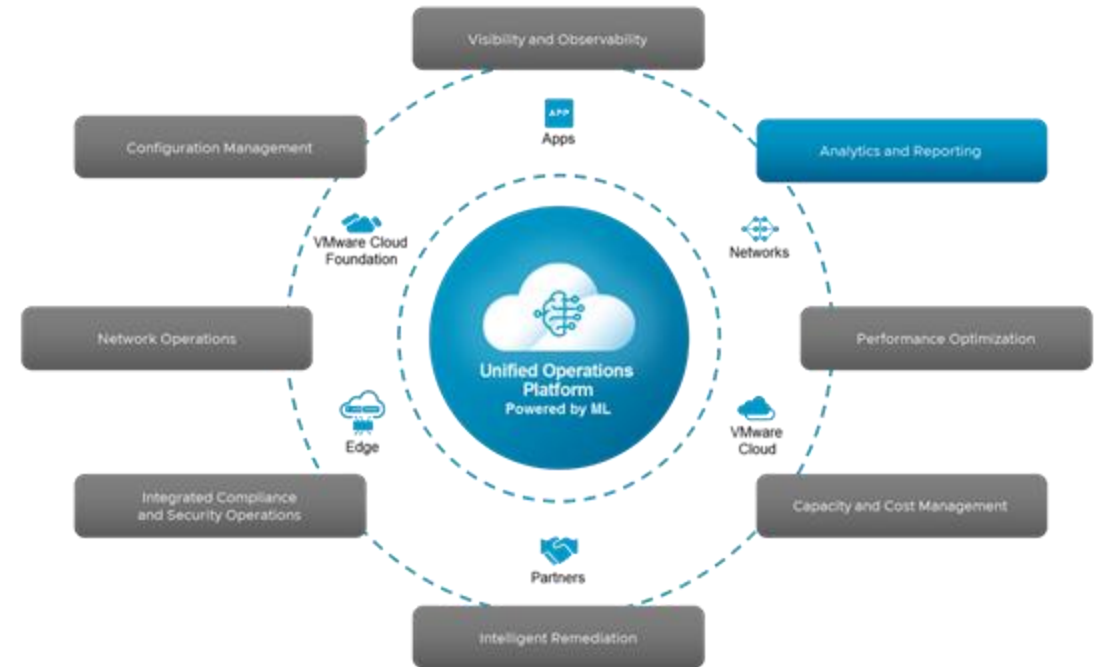 Visibility and Observability
APP
Apps
Configuration Management
Analytics and Reporting
VMware Cloud
Foundation
Networks
Network Operations
Unified Operations
Platform
Powered by ML
Performance Optimization
Edge
VMware
Cloud
Integrated Compliance
and Security Operations
Capacity and Cost Management
Partners
Intelligent Remediation